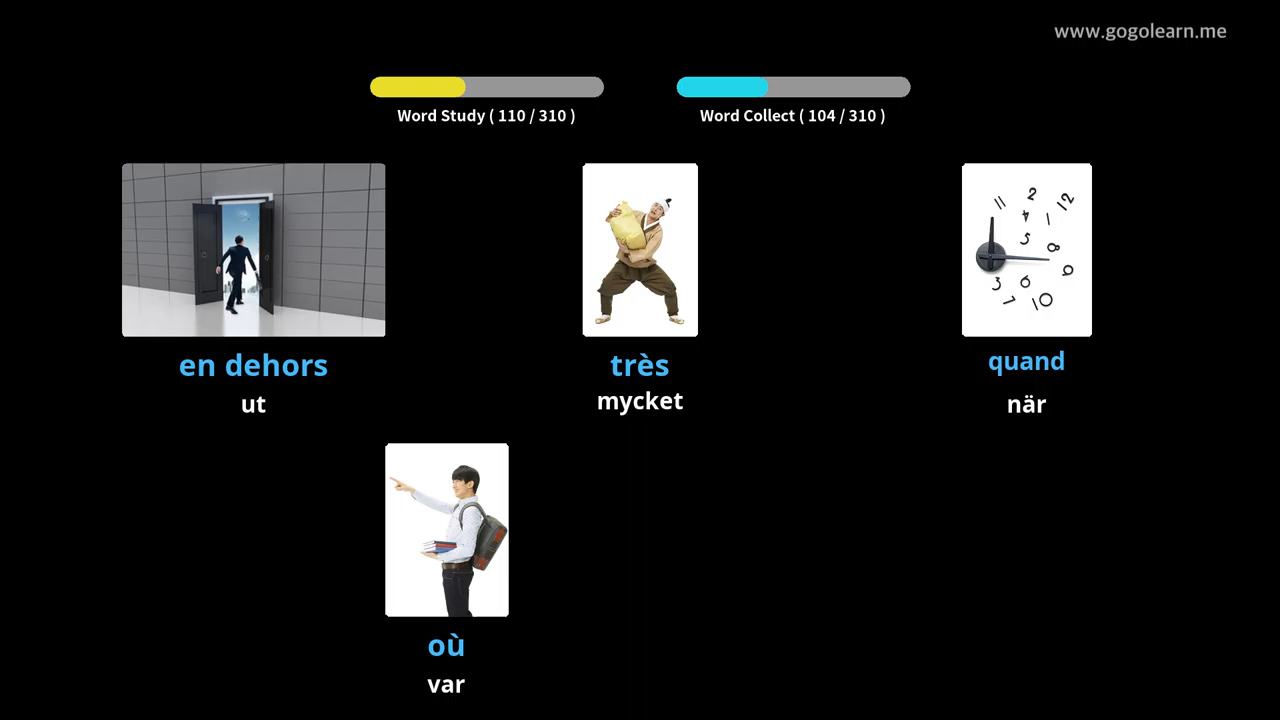 www.gogolearn.me
Word Study ( 110 / 310 )
Word Collect ( 104 / 310 )
en dehors
ut
très
mycket
quand
när
où
var